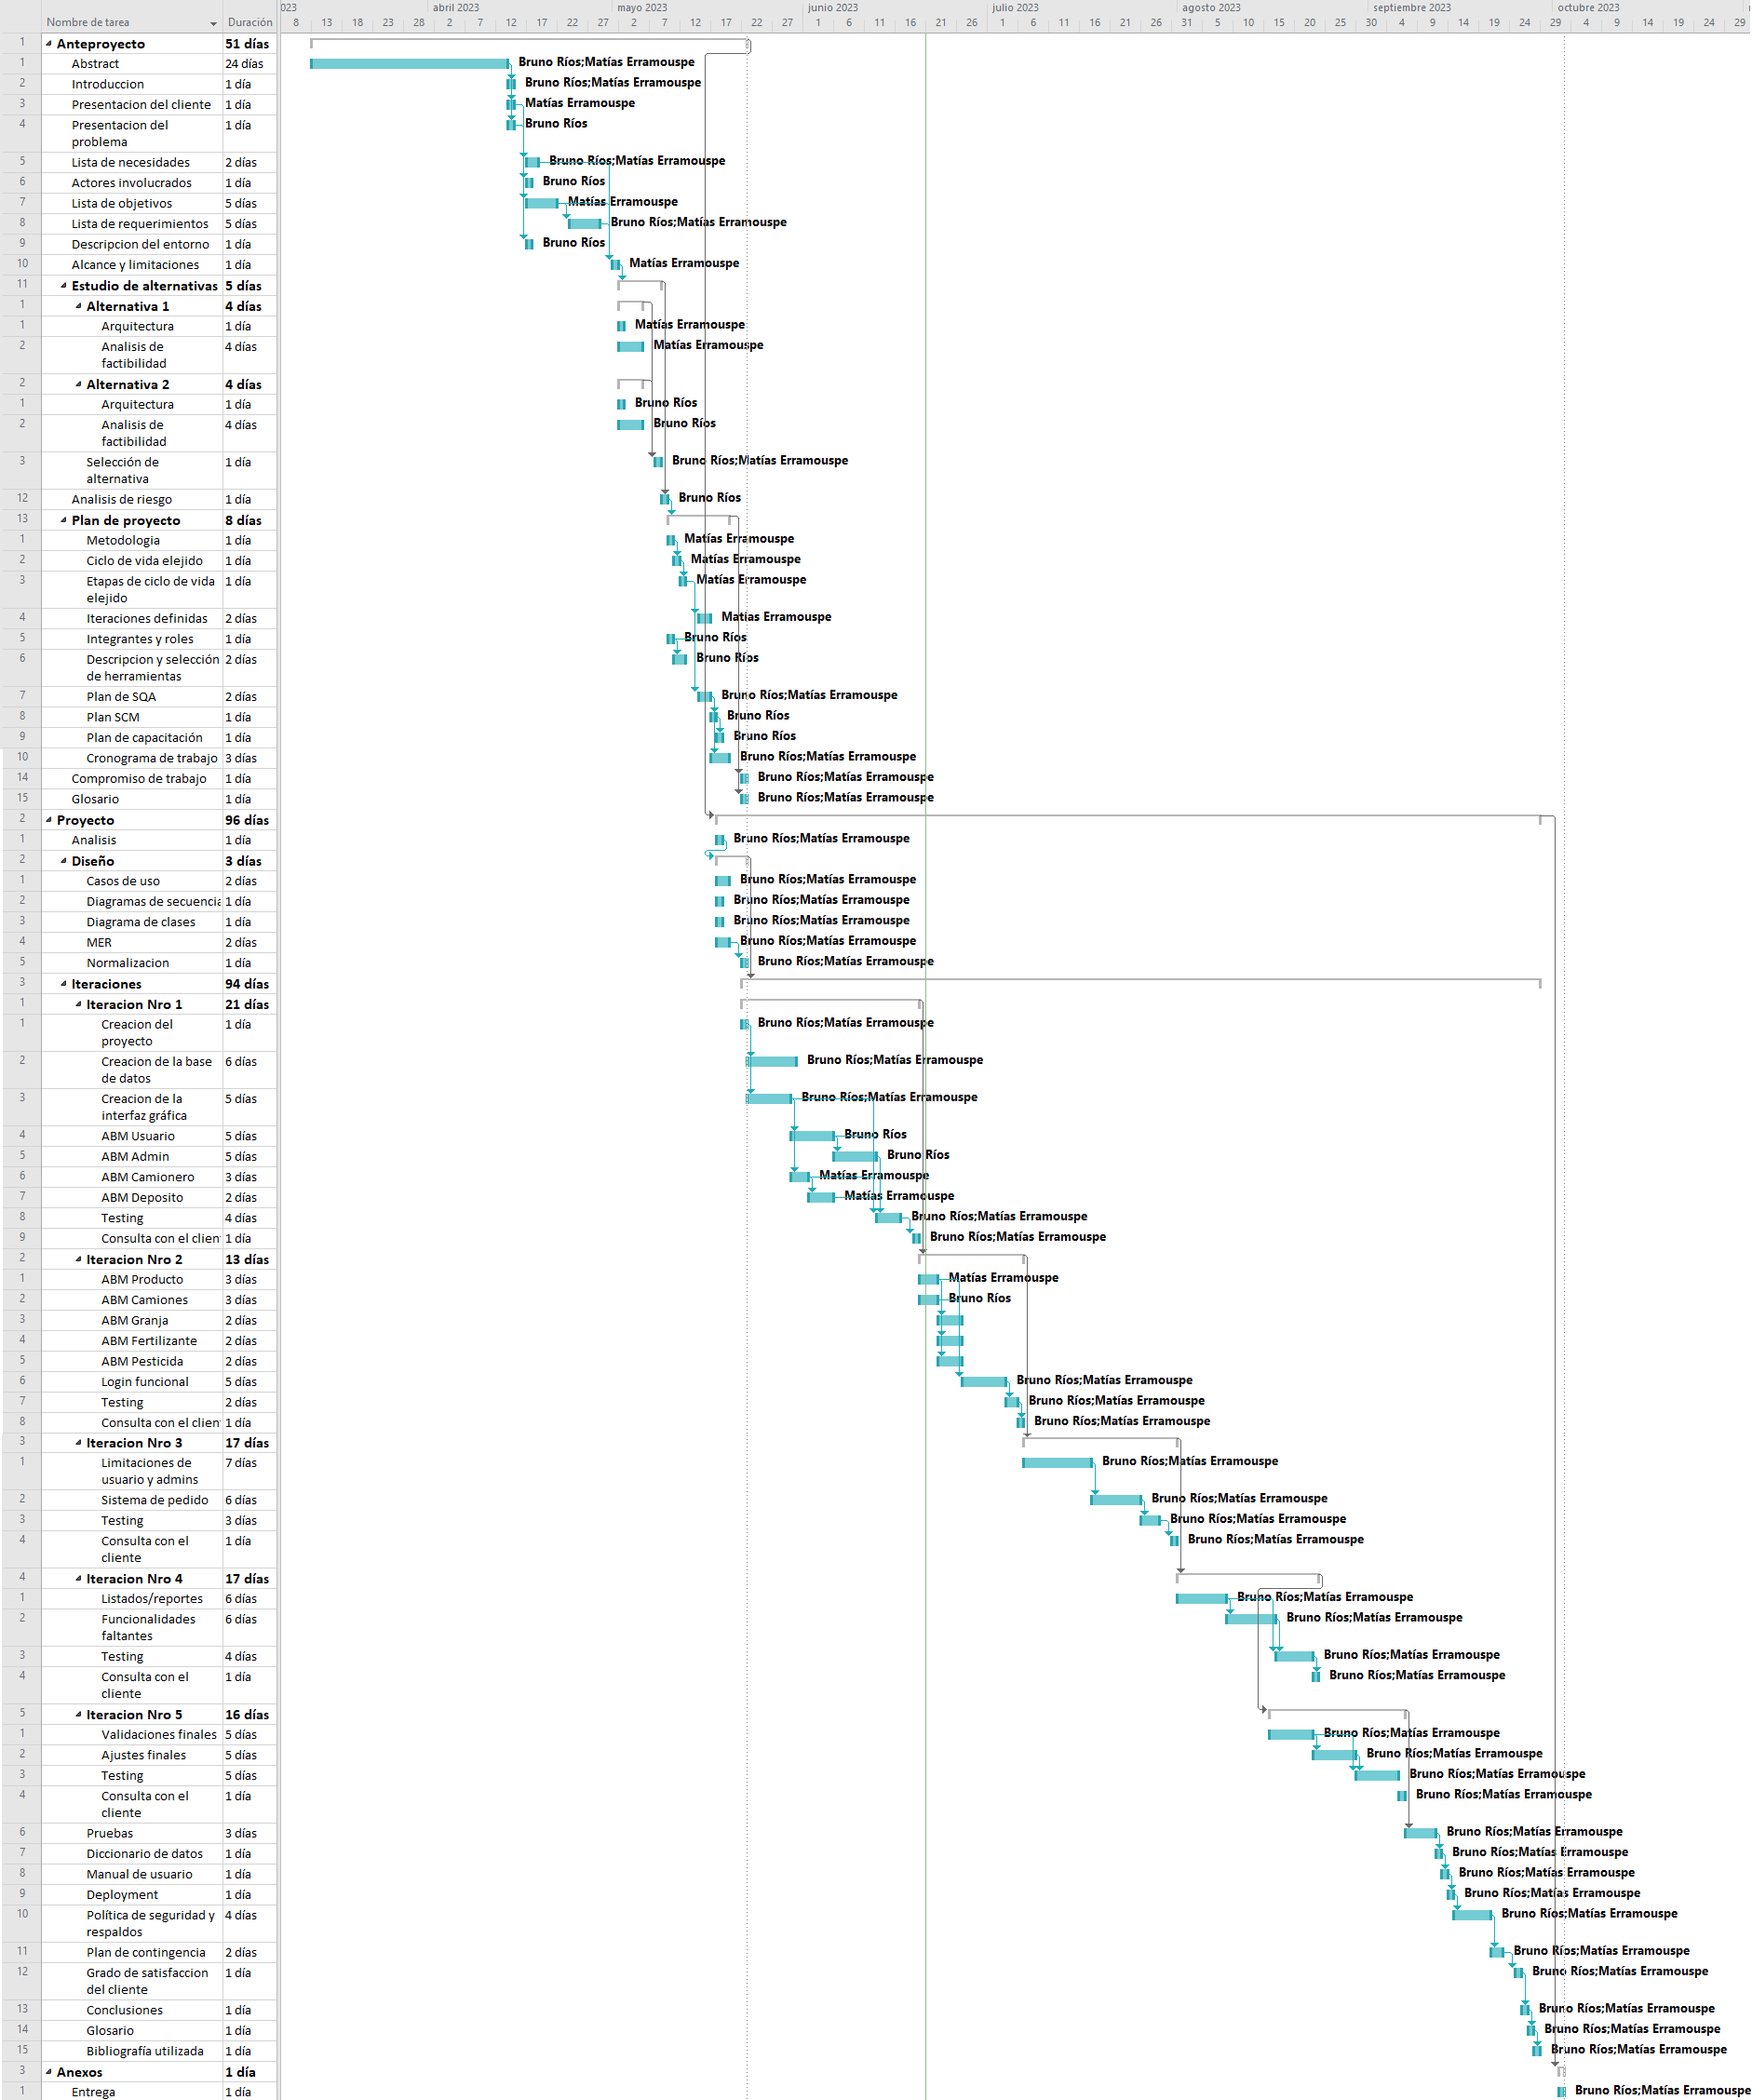 023 abril 2023 mayo 2023 junio 2023 julio 2023 agosto 2023 septiembre 2023 octubre 2023
Nombre de tarea Duración 8 13 18 23 28 2 7 12 17 22 27 2 7 12 17 22 27 1 6 11 16 21 26 1 6 11 16 21 26 31 5 10 15 20 25 30 4 9 14 19 24 29 4 9 14 19 24 29
1 Anteproyecto 51 días
1 Abstract 24 días Bruno Ríos;Matías Erramouspe
2 Introduccion 1 día Bruno Ríos;Matías Erramouspe
3 Presentacion del cliente 1 día Matías Erramouspe
4 Presentacion del 1 día Bruno Ríos
problema
5 Lista de necesidades 2 días Bruno Ríos;Matías Erramouspe
6 Actores involucrados 1 día Bruno Ríos
7 Lista de objetivos 5 días Matías Erramouspe
8 Lista de requerimientos 5 días Bruno Ríos;Matías Erramouspe
9 Descripcion del entorno 1 día Bruno Ríos
10 Alcance y limitaciones 1 día Matías Erramouspe
11 Estudio de alternativas 5 días
1 Alternativa 1 4 días
1 Arquitectura 1 día Matías Erramouspe
2 Analisis de 4 días Matías Erramouspe
factibilidad
2 Alternativa 2 4 días
1 Arquitectura 1 día Bruno Ríos
2 Analisis de 4 días Bruno Ríos
factibilidad
3 Selección de 1 día Bruno Ríos;Matías Erramouspe
alternativa
12 Analisis de riesgo 1 día Bruno Ríos
13 Plan de proyecto 8 días
1 Metodologia 1 día Matías Erramouspe
2 Ciclo de vida elejido 1 día Matías Erramouspe
3 Etapas de ciclo de vida 1 día Matías Erramouspe
elejido
4 Iteraciones definidas 2 días Matías Erramouspe
5 Integrantes y roles 1 día Bruno Ríos
6 Descripcion y selección 2 días Bruno Ríos
de herramientas
7 Plan de SQA 2 días Bruno Ríos;Matías Erramouspe
8 Plan SCM 1 día Bruno Ríos
9 Plan de capacitación 1 día Bruno Ríos
10 Cronograma de trabajo 3 días Bruno Ríos;Matías Erramouspe
14 Compromiso de trabajo 1 día Bruno Ríos;Matías Erramouspe
15 Glosario 1 día Bruno Ríos;Matías Erramouspe
2 Proyecto 96 días
1 Analisis 1 día Bruno Ríos;Matías Erramouspe
2 Diseño 3 días
1 Casos de uso 2 días Bruno Ríos;Matías Erramouspe
2 Diagramas de secuencia 1 día Bruno Ríos;Matías Erramouspe
3 Diagrama de clases 1 día Bruno Ríos;Matías Erramouspe
4 MER 2 días Bruno Ríos;Matías Erramouspe
5 Normalizacion 1 día Bruno Ríos;Matías Erramouspe
3 Iteraciones 94 días
1 Iteracion Nro 1 21 días
1 Creacion del 1 día Bruno Ríos;Matías Erramouspe
proyecto
2 Creacion de la base 6 días Bruno Ríos;Matías Erramouspe
de datos
3 Creacion de la 5 días Bruno Ríos;Matías Erramouspe
interfaz gráfica
4 ABM Usuario 5 días Bruno Ríos
5 ABM Admin 5 días Bruno Ríos
6 ABM Camionero 3 días Matías Erramouspe
7 ABM Deposito 2 días Matías Erramouspe
8 Testing 4 días Bruno Ríos;Matías Erramouspe
9 Consulta con el clien 1 día Bruno Ríos;Matías Erramouspe
2 Iteracion Nro 2 13 días
1 ABM Producto 3 días Matías Erramouspe
2 ABM Camiones 3 días Bruno Ríos
3 ABM Granja 2 días
4 ABM Fertilizante 2 días
5 ABM Pesticida 2 días
6 Login funcional 5 días Bruno Ríos;Matías Erramouspe
7 Testing 2 días Bruno Ríos;Matías Erramouspe
8 Consulta con el clien 1 día Bruno Ríos;Matías Erramouspe
3 Iteracion Nro 3 17 días
1 Limitaciones de 7 días Bruno Ríos;Matías Erramouspe
usuario y admins
2 Sistema de pedido 6 días Bruno Ríos;Matías Erramouspe
3 Testing 3 días Bruno Ríos;Matías Erramouspe
4 Consulta con el 1 día Bruno Ríos;Matías Erramouspe
cliente
4 Iteracion Nro 4 17 días
1 Listados/reportes 6 días Bruno Ríos;Matías Erramouspe
2 Funcionalidades 6 días Bruno Ríos;Matías Erramouspe
faltantes
3 Testing 4 días Bruno Ríos;Matías Erramouspe
4 Consulta con el 1 día Bruno Ríos;Matías Erramouspe
cliente
5 Iteracion Nro 5 16 días
1 Validaciones finales 5 días Bruno Ríos;Matías Erramouspe
2 Ajustes finales 5 días Bruno Ríos;Matías Erramouspe
3 Testing 5 días Bruno Ríos;Matías Erramouspe
4 Consulta con el 1 día Bruno Ríos;Matías Erramouspe
cliente
6 Pruebas 3 días Bruno Ríos;Matías Erramouspe
7 Diccionario de datos 1 día Bruno Ríos;Matías Erramouspe
8 Manual de usuario 1 día Bruno Ríos;Matías Erramouspe
9 Deployment 1 día Bruno Ríos;Matías Erramouspe
10 Política de seguridad y 4 días Bruno Ríos;Matías Erramouspe
respaldos
11 Plan de contingencia 2 días Bruno Ríos;Matías Erramouspe
12 Grado de satisfaccion 1 día Bruno Ríos;Matías Erramouspe
del cliente
13 Conclusiones 1 día Bruno Ríos;Matías Erramouspe
14 Glosario 1 día Bruno Ríos;Matías Erramouspe
15 Bibliografía utilizada 1 día Bruno Ríos;Matías Erramouspe
3 Anexos 1 día
1 Entrega 1 día Bruno Ríos;Matías Erramouspe